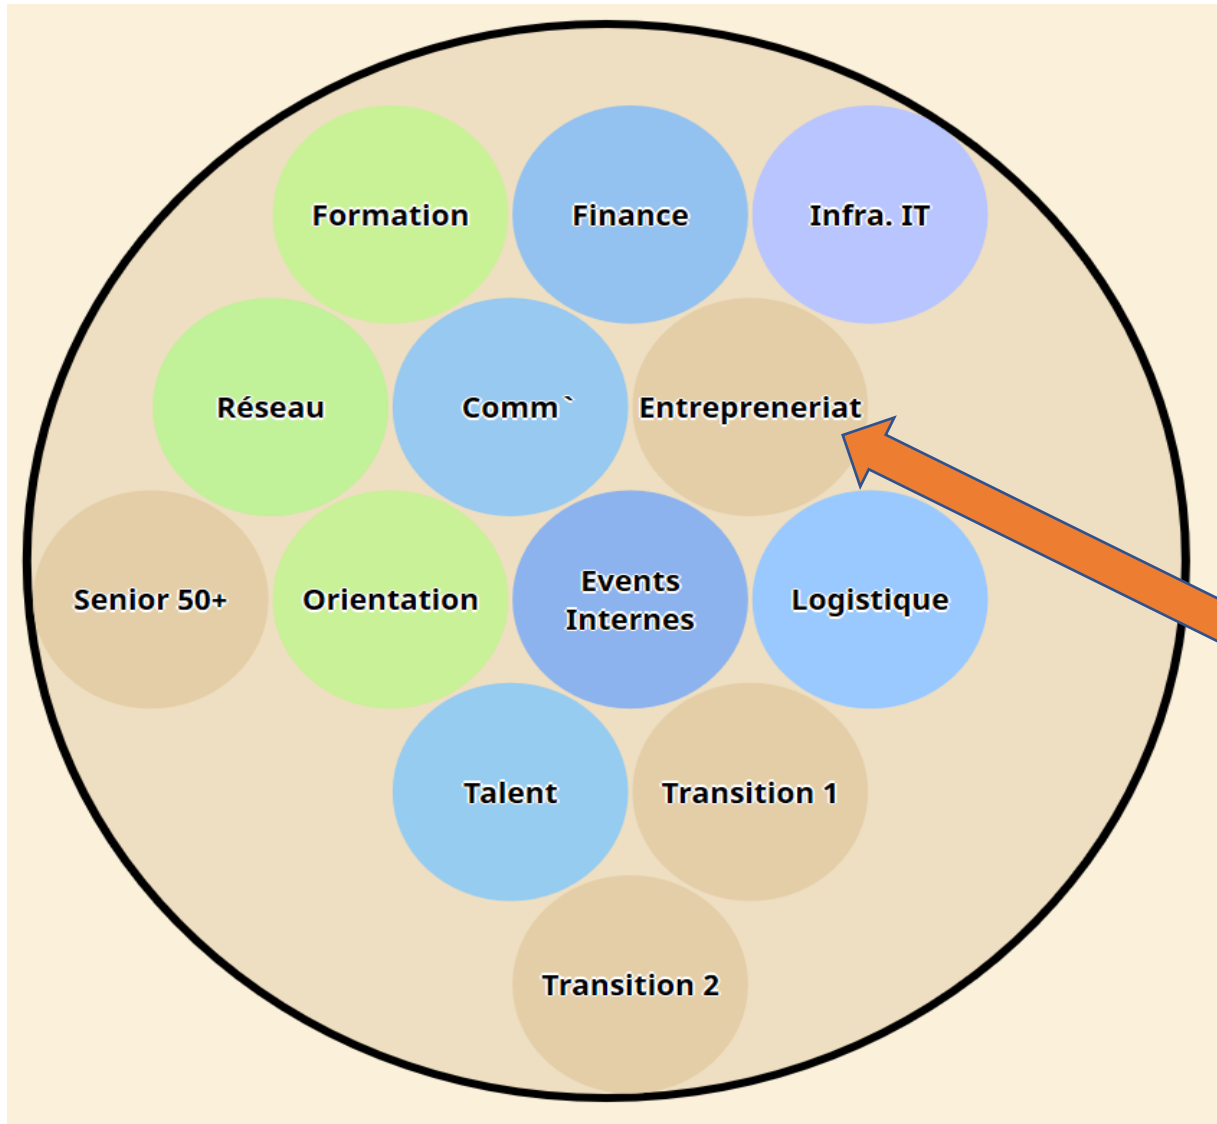 Formation
Finance
Infra. IT
Réseau
Comm`
Entrepreneriat
Senior 50+
Orientation
Events
Internes
Logistique
Talent
Transition 1
Transition 2